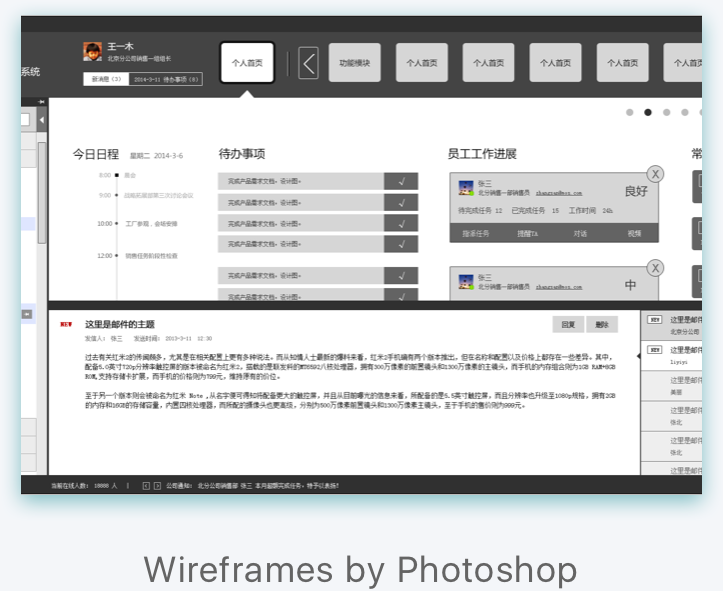 系统
王一木
北京分公司销售一组组长
新消息 (3) 2014-3-11 待办事项 (8)
个人首页
功能模块
个人首页
个人首页
个人首页
个人首页
个人首
今日日程 星期二 2014-3-6
8:00 晨会
9:00
10:00 工厂参观,会场安排
12:00 销售任务阶段性检查
待办事项
完成产品需求文档,设计图。
完成产品需求文档,设计图。
完成产品需求文档,设计图。
完成产品需求文档,设计图。
完成产品需求文档,设计图。
完成产品需求文档,设计图。
员工工作进展
X
张三
北分销售一部销售员
良好
待完成任务 12 已完成任务 15 工作时间 24h
指派任务 提醒TA 对话 视频
X
张三
北分销售一部销售员
中
常
NEW 这里是邮件的主题
回复 删除
发信人: 张三 发送时间: 2013-3-11 12:30
过去有关红米2的传闻颇多,尤其是在相关配置上更有多种说法。而从知情人士最新的爆料来看,红米2手机编有两个版本推出,但在名称和配置以及价格上都存在一些差异。其中,
配备5.0英寸720p分辨率触控屏的版本被命名为红米2,搭载的是联发科的MT6592八核处理器,拥有300万像素的前置镜头和1300万像素的主镜头,而手机的内存组合则为1GB RAM+8GB
ROM,支持存储卡扩展,而手机的价格则为799元,维持原有的价位。
至于另一个版本则会被命名为红米 Note ,从名字便可得知将配备更大的触控屏,并且从目前曝光的信息来看,所配备的是5.5英寸触控屏,而且分辨率也升级至1080p规格,拥有2GB
的内存和16GB的存储容量,内置四核处理器,而所配的摄像头也更高级,分别为500万像素前置镜头和1300万像素主镜头,至于手机的售价则为999元。
NEW 这里是邮件
北京分公司
NEW 这里是邮件
liyiyi
这里是邮件
美丽
这里是邮件
徐北
这里是邮件
徐北
这里是邮件
当前在线人数: 10000 人 | 公司通知: 北分公司销售部 张三 本月超额完成任务,特予以表扬!
Wireframes by Photoshop